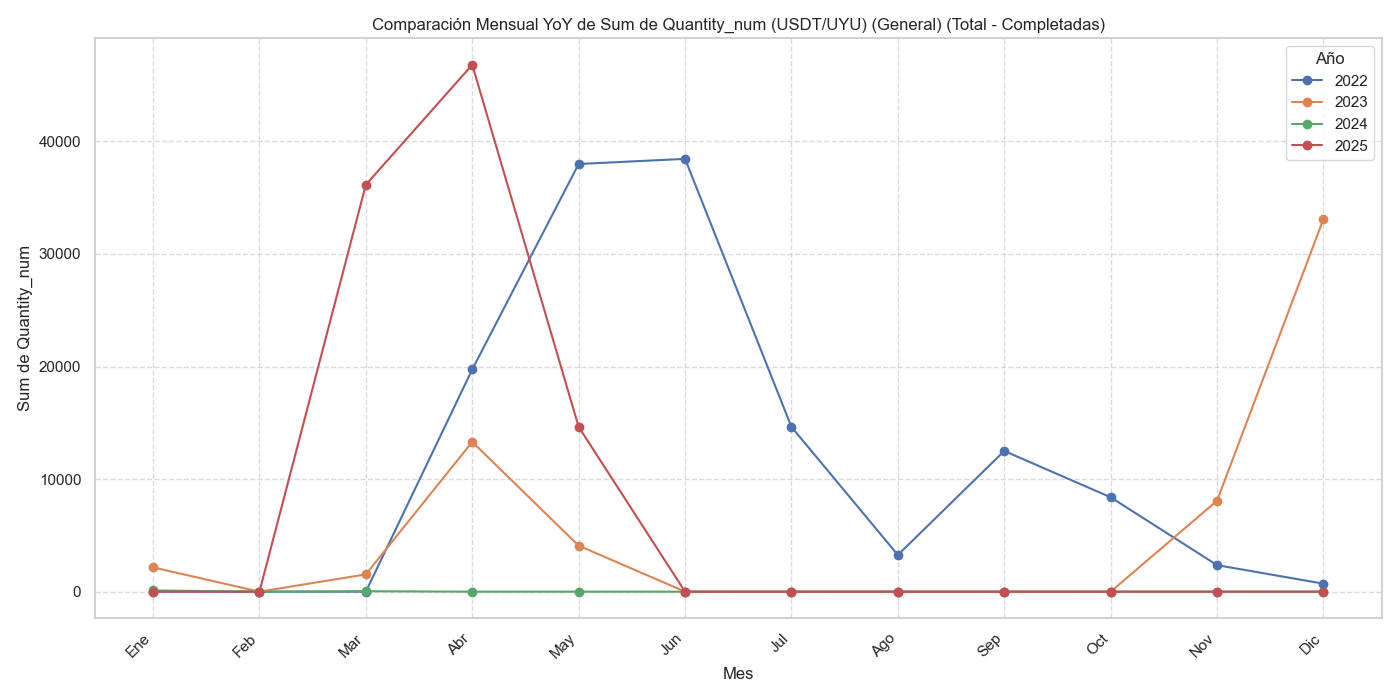 Comparación Mensual YoY de Sum de Quantity_num (USDT/UYU) (General) (Total - Completadas)
Año
2022
2023
2024
2025
Sum de Quantity_num
40000
30000
20000
10000
0
Ene
Feb
Mar
Abr
May
Jun
Jul
Ago
Sep
Oct
Nov
Dic
Mes